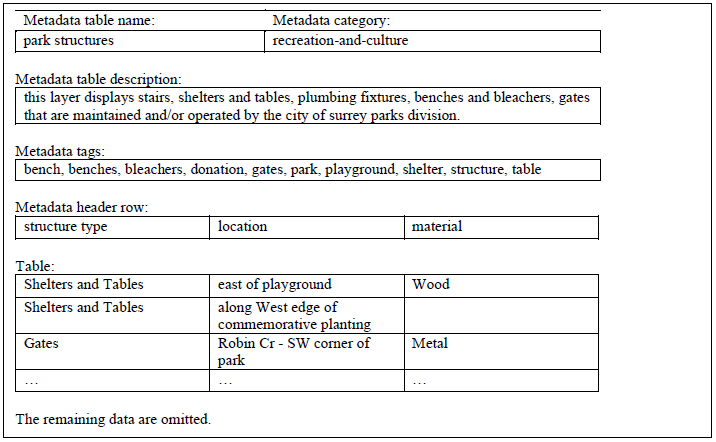 Metadata table name: Metadata category:
park structures recreation-and-culture
Metadata table description:
this layer displays stairs, shelters and tables, plumbing fixtures, benches and bleachers, gates
that are maintained and/or operated by the city of surrey parks division.
Metadata tags:
bench, benches, bleachers, donation, gates, park, playground, shelter, structure, table
Metadata header row:
structure type location material
Table:
Shelters and Tables east of playground Wood
Shelters and Tables along West edge of
commemorative planting
Gates Robin Cr - SW corner of Metal
park
… … …
The remaining data are omitted.